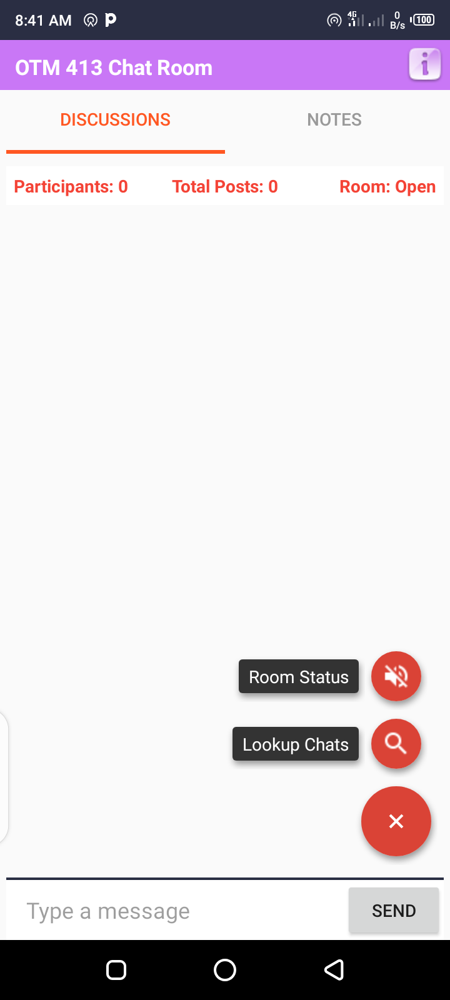 8:41 AM
4G
0
B/s
100
OTM 413 Chat Room
DISCUSSIONS
NOTES
Participants: 0
Total Posts: 0
Room: Open
Room Status
Lookup Chats
Type a message
SEND